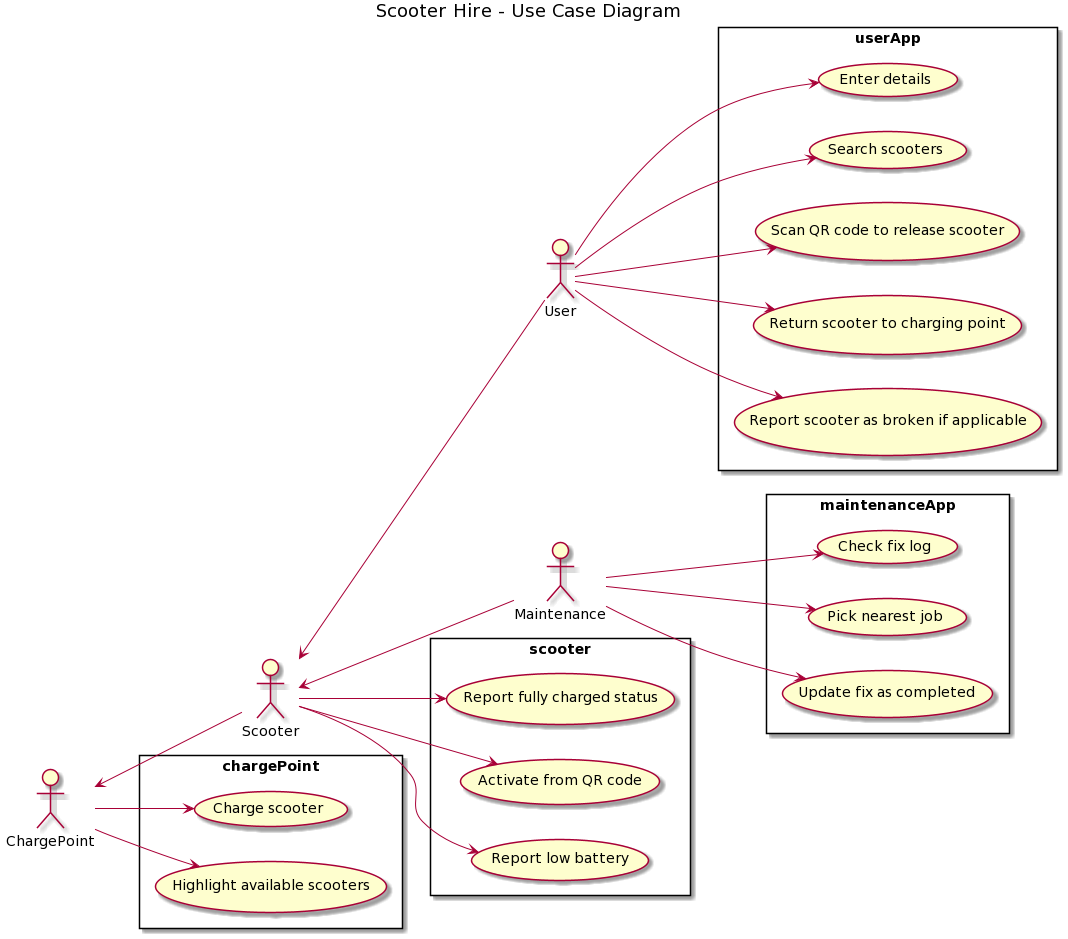 Scooter Hire - Use Case Diagram
userApp
Enter details
Search scooters
Scan QR code to release scooter
User
Return scooter to charging point
Report scooter as broken if applicable
maintenanceApp
Check fix log
Maintenance
Pick nearest job
Update fix as completed
scooter
Report fully charged status
Scooter
Activate from QR code
Report low battery
chargePoint
Charge scooter
ChargePoint
Highlight available scooters